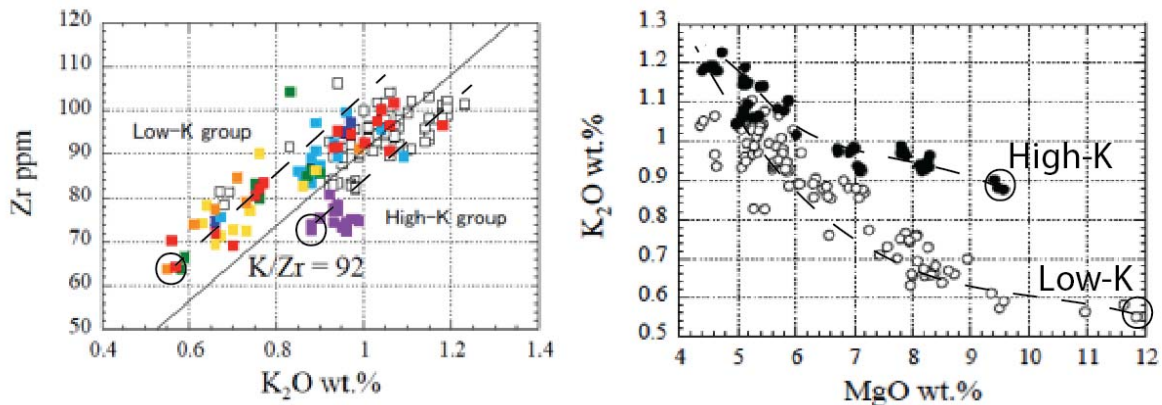 Zr ppm
120
110
100
90
80
70
60
50
Low-K group
High-K group
K/Zr = 92
0.4 0.6 0.8 1 1.2 1.4
K₂O wt.%
K₂O wt.%
1.3
1.2
1.1
1
0.9
0.8
0.7
0.6
0.5
High-K
Low-K
4 5 6 7 8 9 10 11 12
MgO wt.%